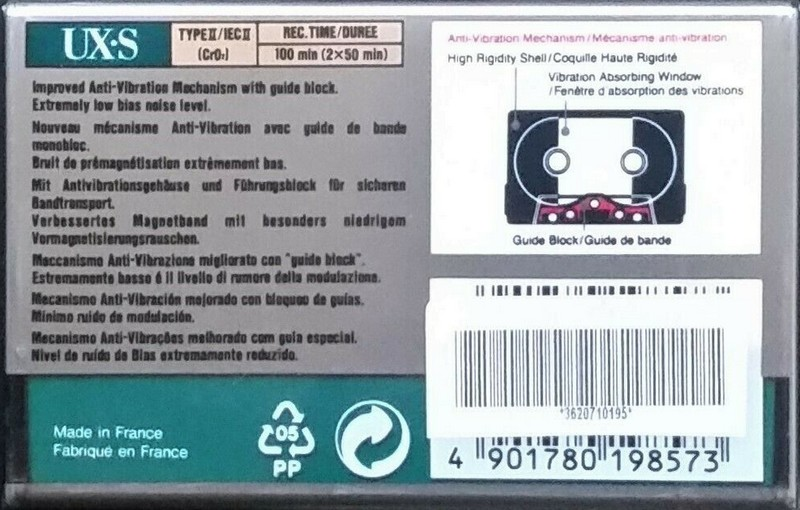 UX·S
TYPEⅡ/IECⅡ
(CrO₂)
REC.TIME/DUREE
100 min (2×50 min)
Improved Anti-Vibration Mechanism with guide block.
Extremely low bias noise level.
Nouveau mécanisme Anti-Vibration avec guide de bande
monobloc.
Bruit de prémagnétisation extrêmement bas.
Mit Antivibrationsgehäuse und Führungsblock für sicheren
Bandtransport.
Verbessertes Magnetband mit besonders niedrigem
Vormagnetisierungsrauschen.
Meccanismo Anti-Vibrazione migliorato con "guide block".
Estremamente basso é il livello di rumore della modulazione.
Mecanismo Anti-Vibración mejorado con bloqueo de guías.
Mínimo ruido de modulación.
Mecanismo Anti-Vibrações melhorado com guia especial.
Nível de ruído de Bias extremamente reduzido.
Made in France
Fabriqué en France
05
PP
Anti-Vibration Mechanism/Mécanisme anti-vibration
High Rigidity Shell/Coquille Haute Rigidité
Vibration Absorbing Window
/Fenêtre d absorption des vibrations
Guide Block/Guide de bande
*3620710195*
4 901780 198573